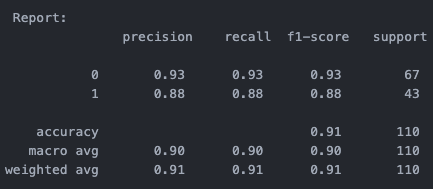 Report:
precision recall f1-score support
0 0.93 0.93 0.93 67
1 0.88 0.88 0.88 43
accuracy 0.91 110
macro avg 0.90 0.90 0.90 110
weighted avg 0.91 0.91 0.91 110